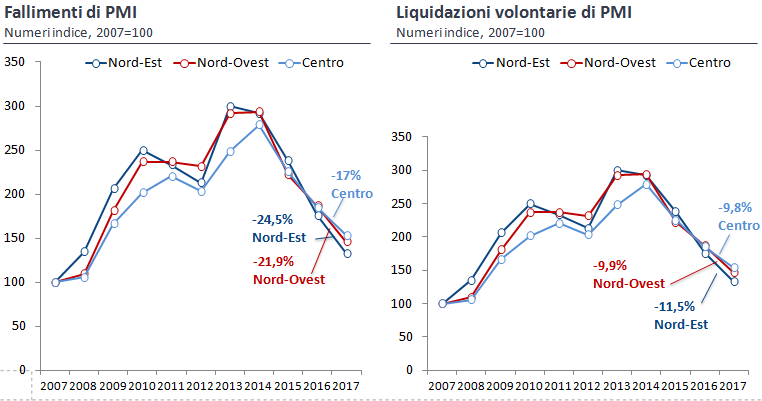 Fallimenti di PMI
Numeri indice, 2007=100
Nord-Est Nord-Ovest Centro
350
300
250
200
150
100
50
0
-17%
Centro
-24,5%
Nord-Est
-21,9%
Nord-Ovest
2007 2008 2009 2010 2011 2012 2013 2014 2015 2016 2017
Liquidazioni volontarie di PMI
Numeri indice, 2007=100
Nord-Est Nord-Ovest Centro
350
300
250
200
150
100
50
0
-9,8%
Centro
-9,9%
Nord-Ovest
-11,5%
Nord-Est
2007 2008 2009 2010 2011 2012 2013 2014 2015 2016 2017